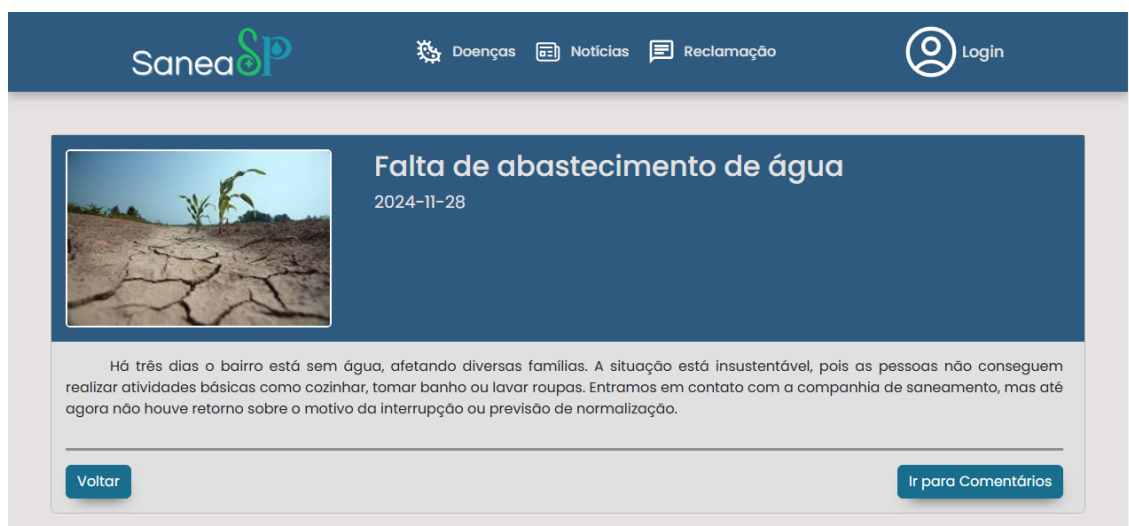 SaneaSP
Doenças
Notícias
Reclamação
Login
Falta de abastecimento de água
2024-11-28
Há três dias o bairro está sem água, afetando diversas famílias. A situação está insustentável, pois as pessoas não conseguem
realizar atividades básicas como cozinhar, tomar banho ou lavar roupas. Entramos em contato com a companhia de saneamento, mas até
agora não houve retorno sobre o motivo da interrupção ou previsão de normalização.
Voltar
Ir para Comentários